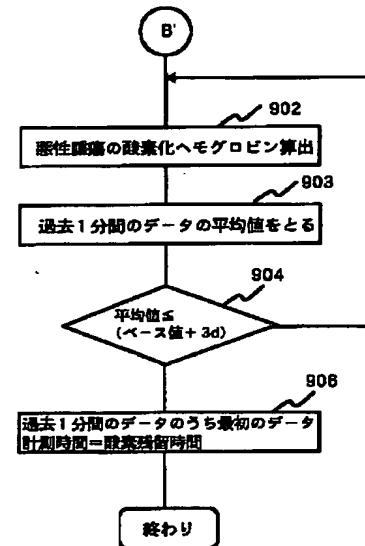 B'
902
悪性腫瘍の酸素化ヘモグロビン算出
903
過去1分間のデータの平均値をとる
904
平均値≦
(ベース値+3d)
906
過去1分間のデータのうち最初のデータ
計測時間=酸素残留時間
終わり